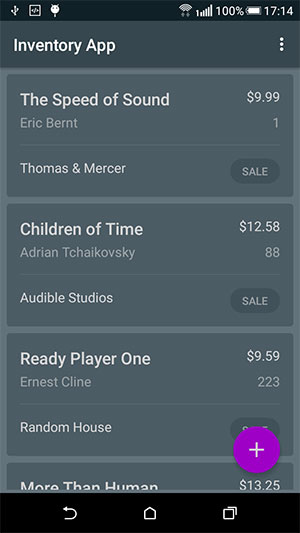 100% 17:14
Inventory App
The Speed of Sound $9.99
Eric Bernt 1
Thomas & Mercer SALE
Children of Time $12.58
Adrian Tchaikovsky 88
Audible Studios SALE
Ready Player One $9.59
Ernest Cline 223
Random House
More Than Human $13.25